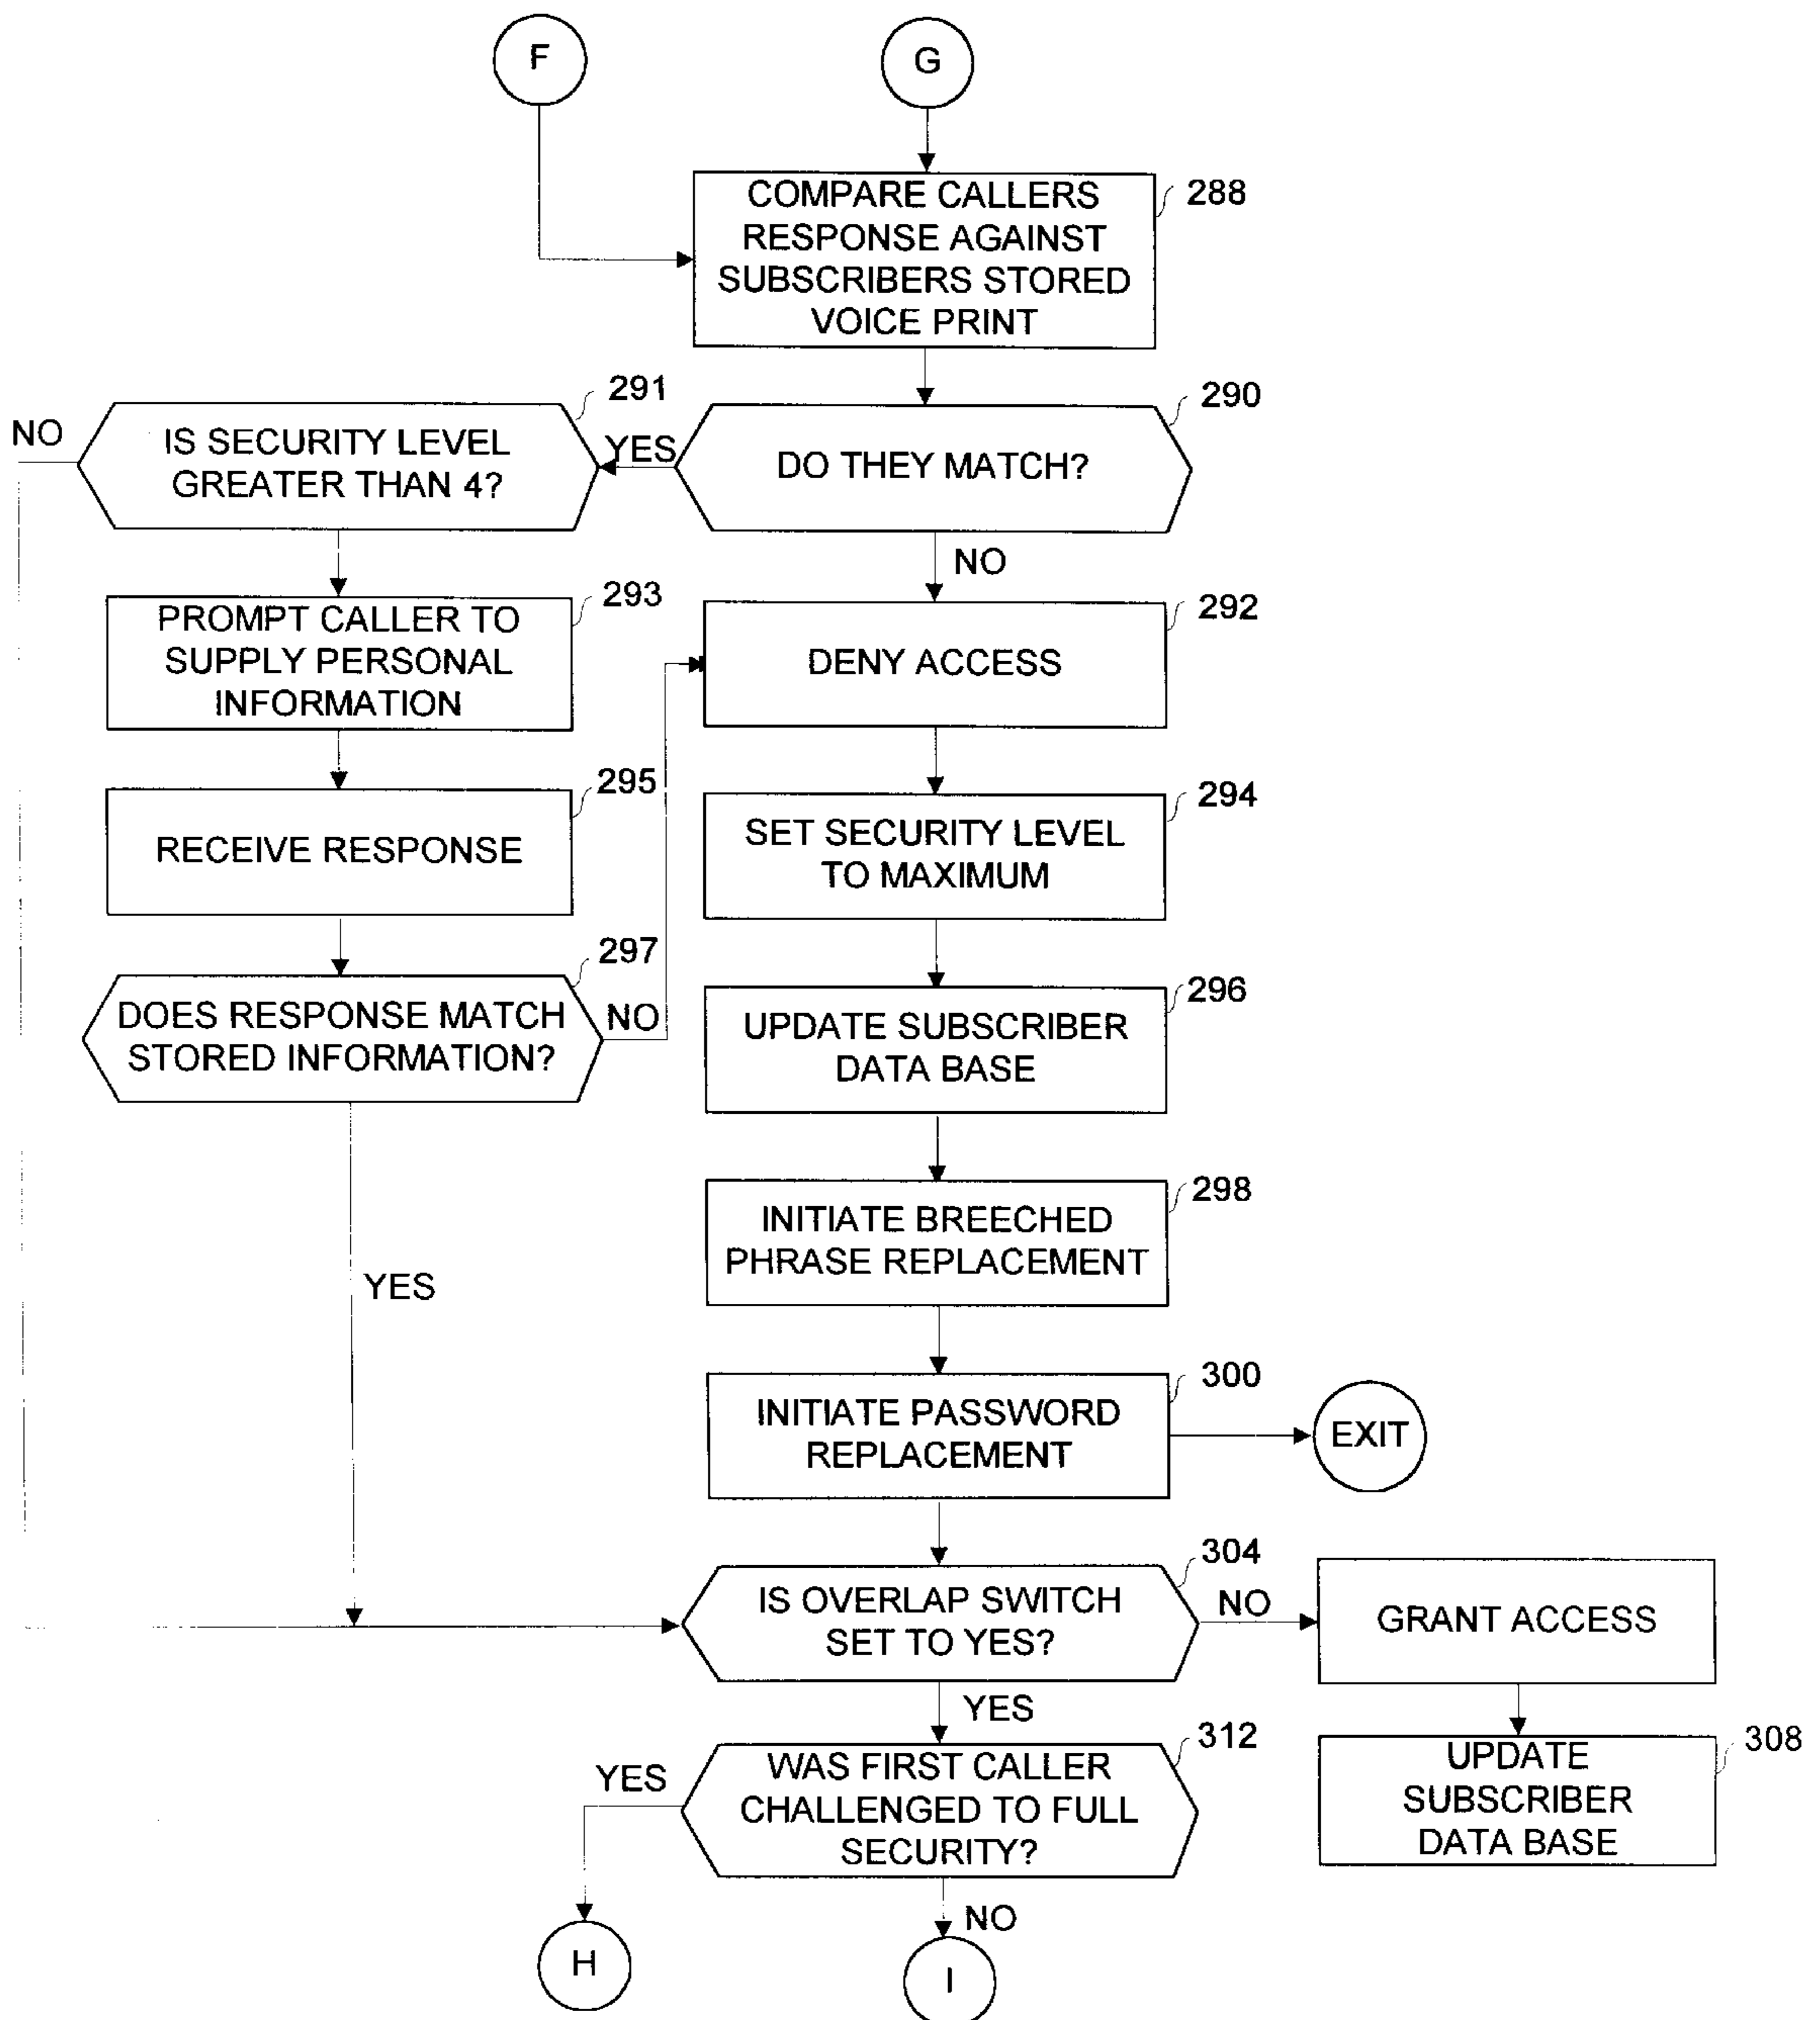 F
G
COMPARE CALLERS
RESPONSE AGAINST
SUBSCRIBERS STORED
VOICE PRINT
288
291
290
NO
IS SECURITY LEVEL
GREATER THAN 4?
YES
DO THEY MATCH?
NO
293
PROMPT CALLER TO
SUPPLY PERSONAL
INFORMATION
292
DENY ACCESS
295
RECEIVE RESPONSE
294
SET SECURITY LEVEL
TO MAXIMUM
297
DOES RESPONSE MATCH
STORED INFORMATION?
NO
296
UPDATE SUBSCRIBER
DATA BASE
298
INITIATE BREECHED
PHRASE REPLACEMENT
YES
300
INITIATE PASSWORD
REPLACEMENT
EXIT
304
IS OVERLAP SWITCH
SET TO YES?
NO
GRANT ACCESS
YES
312
WAS FIRST CALLER
CHALLENGED TO FULL
SECURITY?
YES
308
UPDATE
SUBSCRIBER
DATA BASE
NO
H
I